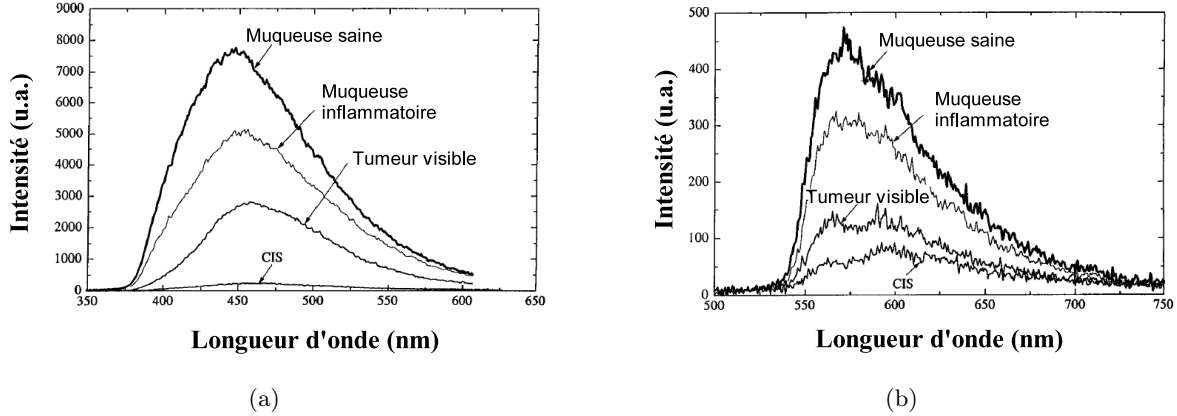 9000
8000
7000
6000
5000
4000
3000
2000
1000
0
Intensité (u.a.)
Muqueuse saine
Muqueuse
inflammatoire
Tumeur visible
CIS
350
400
450
500
550
600
650
Longueur d'onde (nm)
(a)
500
400
300
200
100
0
Intensité (u.a.)
Muqueuse saine
Muqueuse
inflammatoire
Tumeur visible
CIS
500
550
600
650
700
750
Longueur d'onde (nm)
(b)